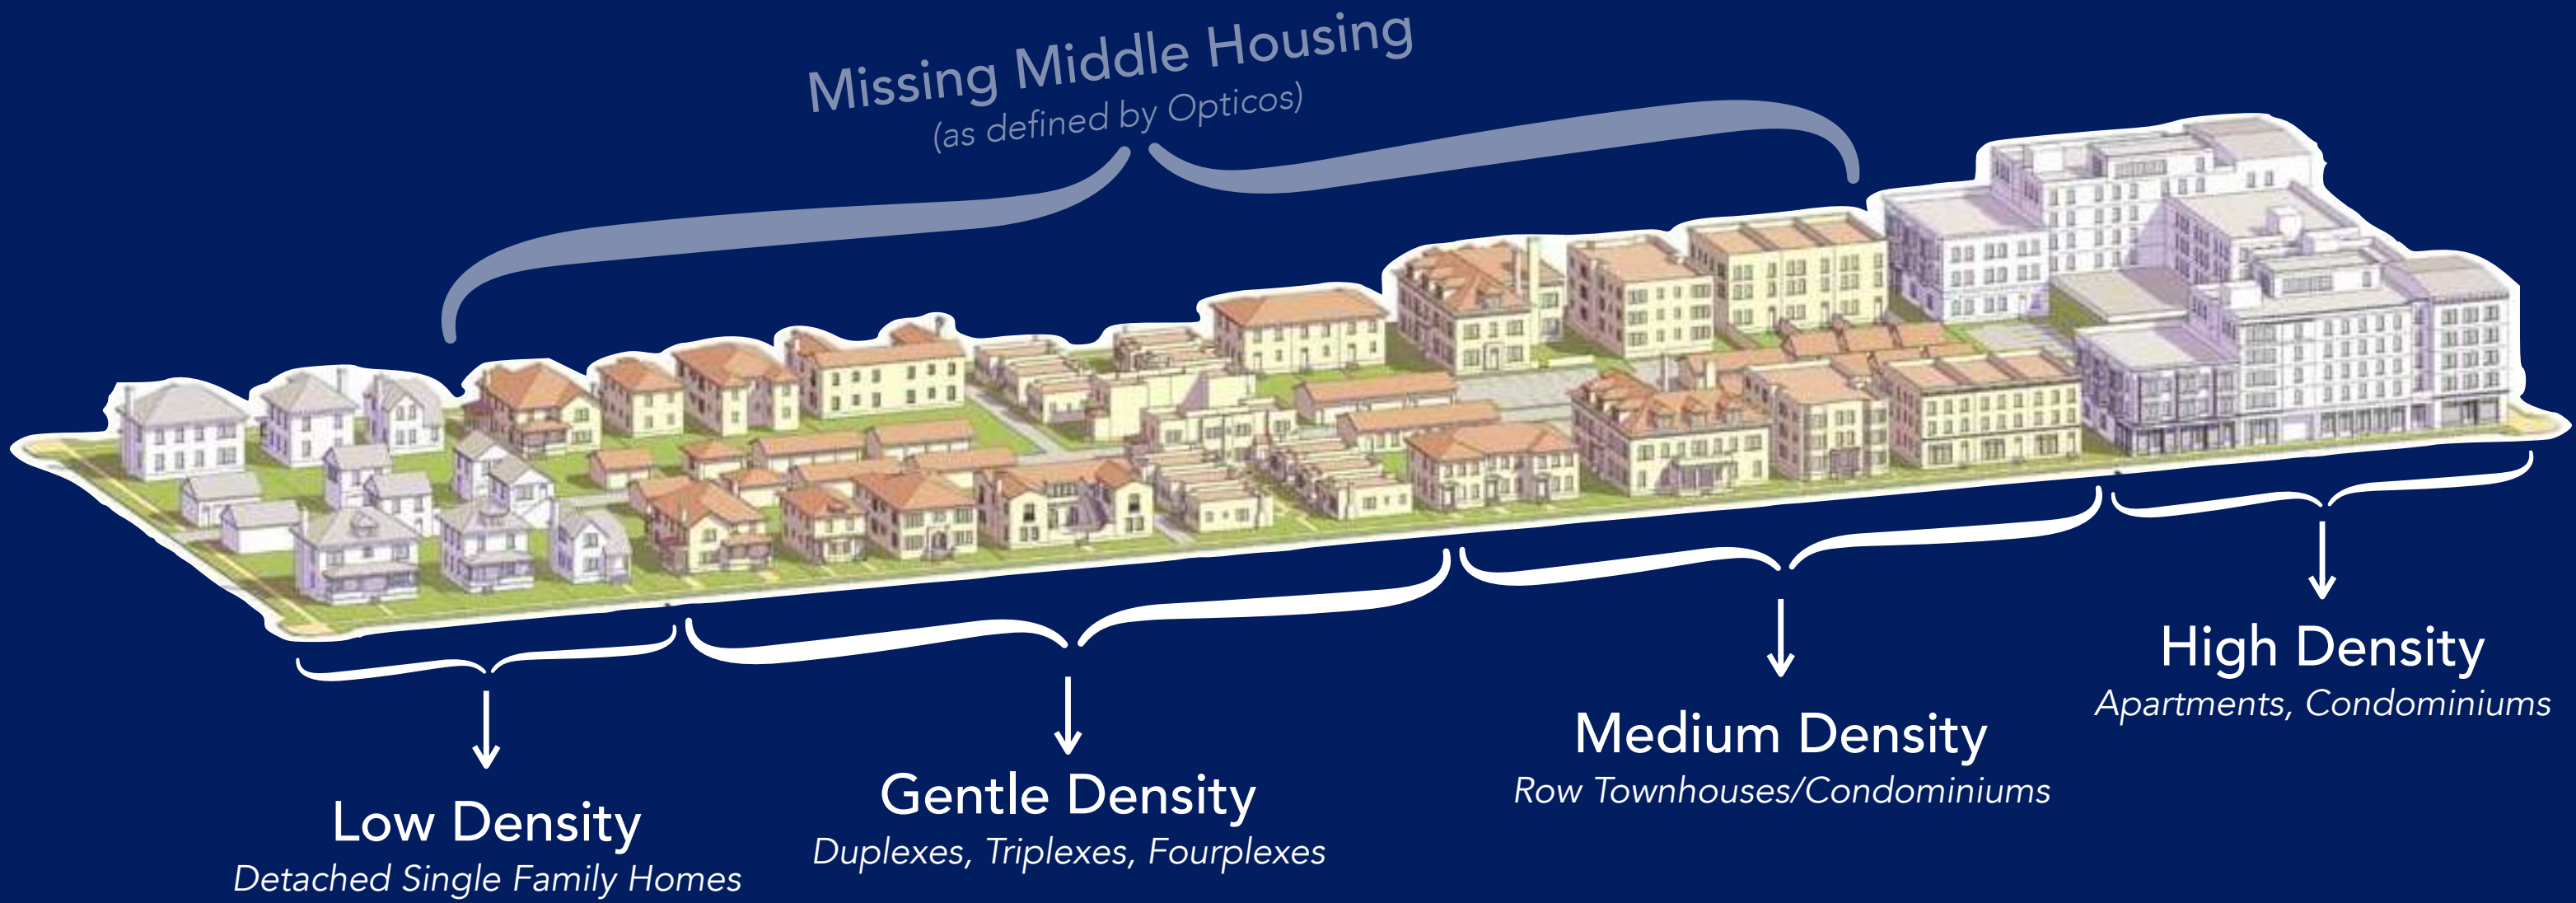 Missing Middle Housing
(as defined by Opticos)
Low Density
Detached Single Family Homes
Gentle Density
Duplexes, Triplexes, Fourplexes
Medium Density
Row Townhouses/Condominiums
High Density
Apartments, Condominiums